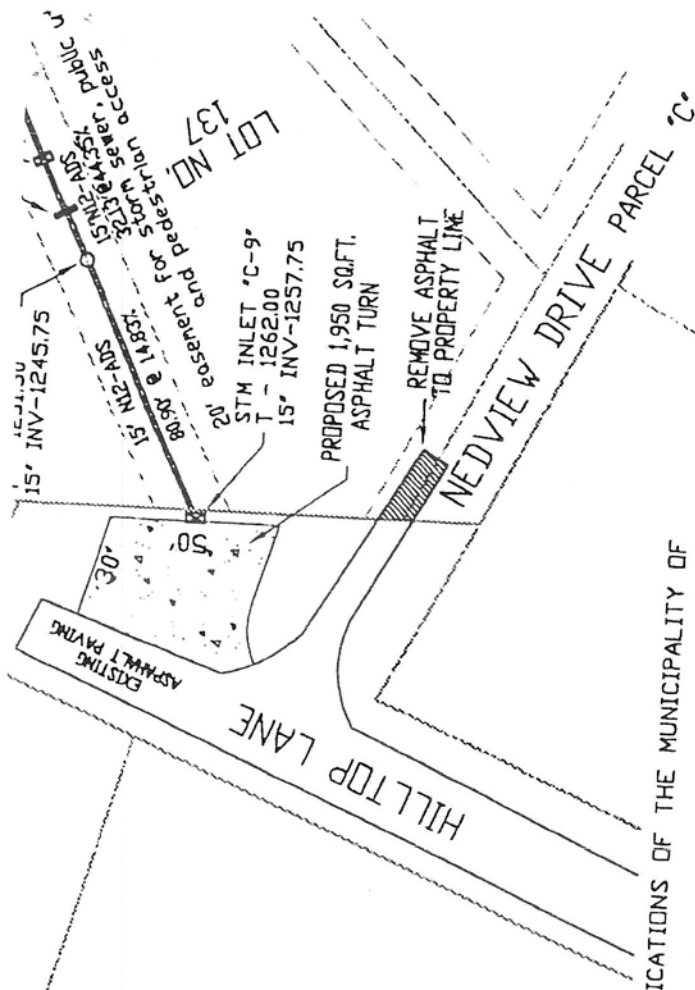 15" INV-1245.75
15" N12-ADS
32.13'@44.35%
15" N12-ADS
80.90' @ 14.83%
20' easement for storm sewer, public
and pedestrian access
LOT NO.
137
STM INLET "C-9"
T - 1262.00
15" INV-1257.75
PROPOSED 1,950 SQ.FT.
ASPHALT TURN
REMOVE ASPHALT
TO PROPERTY LINE
30'
50'
EXISTING
ASPAHALT PAVING
HILLTOP LANE
NEDVIEW DRIVE PARCEL "C"
ICATIONS OF THE MUNICIPALITY OF